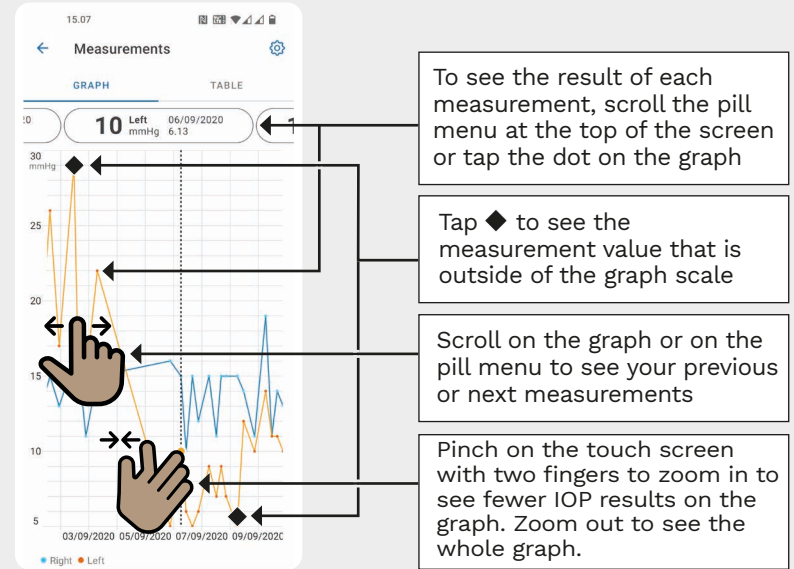 15.07
Measurements
GRAPH
TABLE
10 Left mmHg 06/09/2020 6.13
30
mmHg
25
20
15
10
5
03/09/2020 05/09/2020 07/09/2020 09/09/2020
Right Left
To see the result of each
measurement, scroll the pill
menu at the top of the screen
or tap the dot on the graph
Tap ◆ to see the
measurement value that is
outside of the graph scale
Scroll on the graph or on the
pill menu to see your previous
or next measurements
Pinch on the touch screen
with two fingers to zoom in to
see fewer IOP results on the
graph. Zoom out to see the
whole graph.